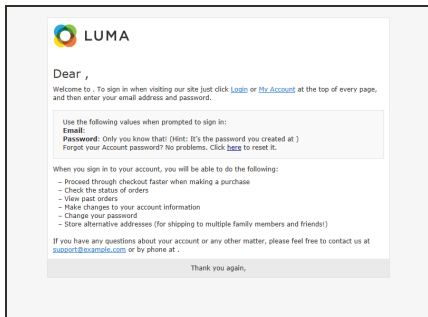 LUMA
Dear ,
Welcome to . To sign in when visiting our site just click Login or My Account at the top of every page,
and then enter your email address and password.
Use the following values when prompted to sign in:
Email:
Password: Only you know that! (Hint: It's the password you created at )
Forgot your Account password? No problems. Click here to reset it.
When you sign in to your account, you will be able to do the following:
– Proceed through checkout faster when making a purchase
– Check the status of orders
– View past orders
– Make changes to your account information
– Change your password
– Store alternative addresses (for shipping to multiple family members and friends!)
If you have any questions about your account or any other matter, please feel free to contact us at
support@example.com or by phone at .
Thank you again,